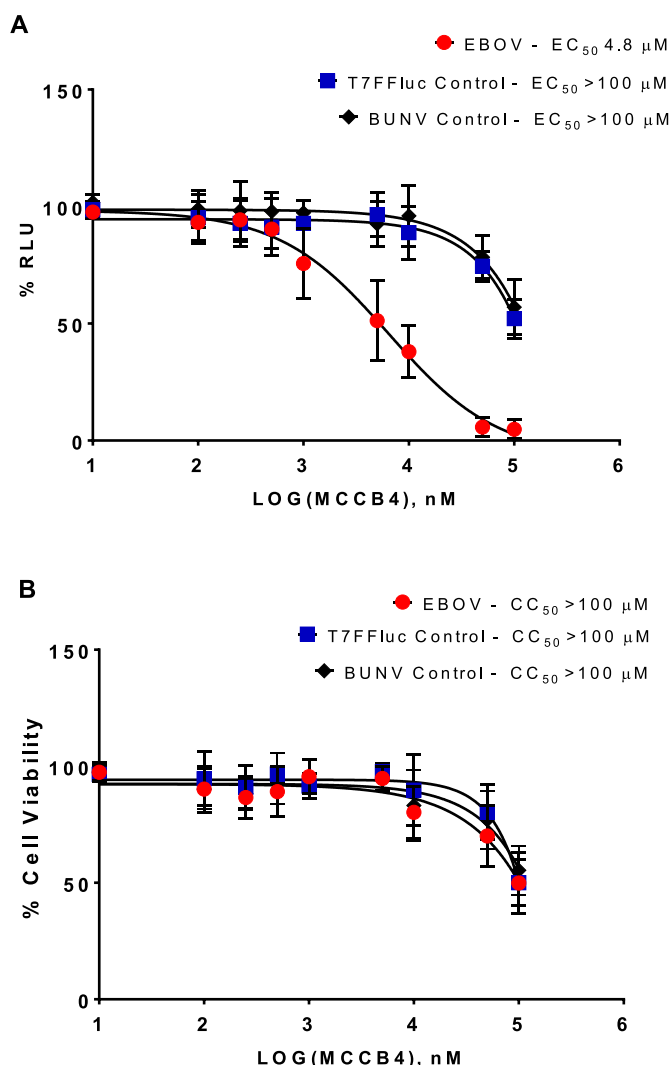 A
EBOV - EC₅₀ 4.8 µM
T7FFluc Control - EC₅₀ >100 µM
BUNV Control - EC₅₀ >100 µM
150
100
50
0
% RLU
1 2 3 4 5 6
LOG(MCCB4), nM
B
EBOV - CC₅₀ >100 µM
T7FFluc Control - CC₅₀ >100 µM
BUNV Control - CC₅₀ >100 µM
150
100
50
0
% Cell Viability
1 2 3 4 5 6
LOG(MCCB4), nM